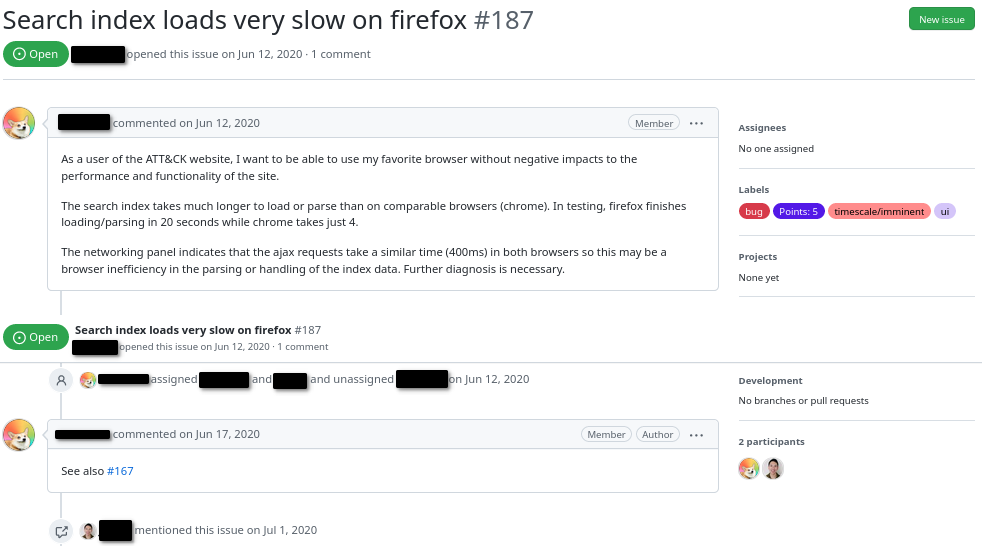 Search index loads very slow on firefox #187
New issue
Open opened this issue on Jun 12, 2020 · 1 comment
commented on Jun 12, 2020 Member ...
As a user of the ATT&CK website, I want to be able to use my favorite browser without negative impacts to the
performance and functionality of the site.
The search index takes much longer to load or parse than on comparable browsers (chrome). In testing, firefox finishes
loading/parsing in 20 seconds while chrome takes just 4.
The networking panel indicates that the ajax requests take a similar time (400ms) in both browsers so this may be a
browser inefficiency in the parsing or handling of the index data. Further diagnosis is necessary.
Assignees
No one assigned
Labels
bug Points: 5 timescale/imminent ui
Projects
None yet
Open
Search index loads very slow on firefox #187
opened this issue on Jun 12, 2020 · 1 comment
assigned and and unassigned on Jun 12, 2020
commented on Jun 17, 2020 Member Author ...
See also #167
mentioned this issue on Jul 1, 2020
Development
No branches or pull requests
2 participants